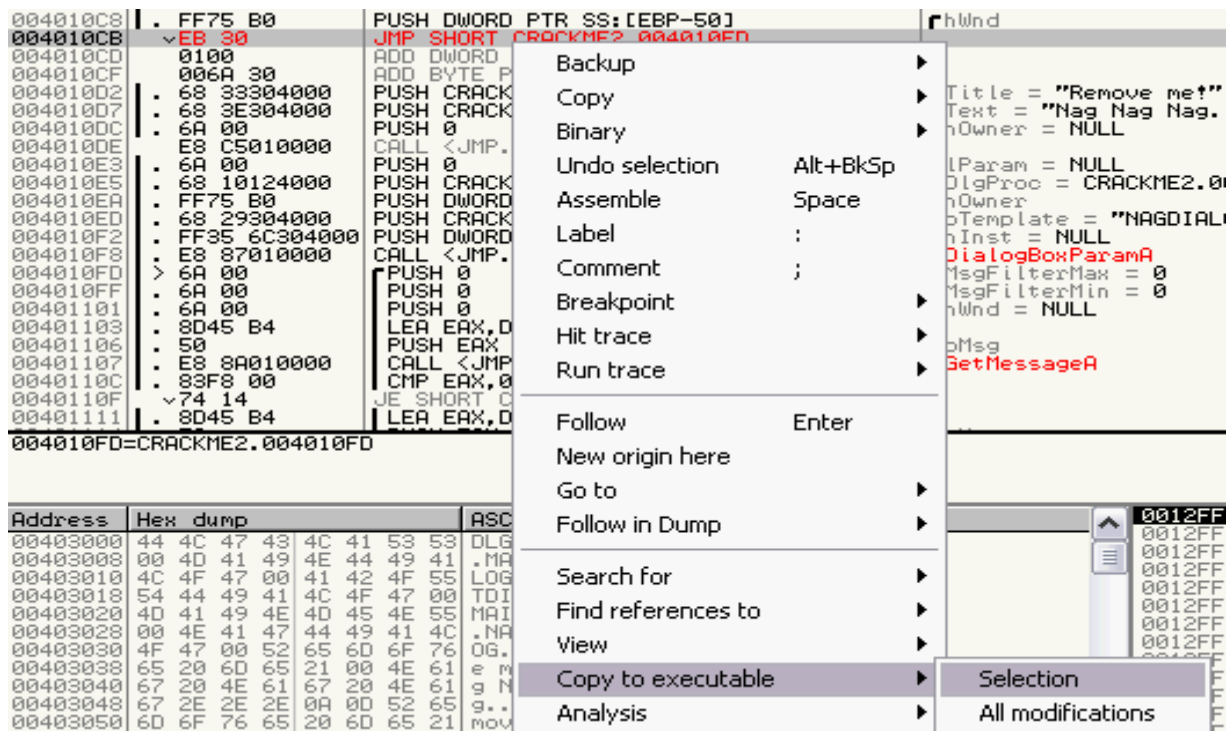 004010C8 . FF75 B0 PUSH DWORD PTR SS:[EBP-50] hWnd
004010CB EB 30 JMP SHORT CRACKME2.004010FD
004010CD 0100 ADD DWORD
004010CF 006A 30 ADD BYTE P
004010D2 . 68 33304000 PUSH CRACK Title = "Remove me!"
004010D7 . 68 3E304000 PUSH CRACK Text = "Nag Nag Nag.
004010DC . 6A 00 PUSH 0 hOwner = NULL
004010DE E8 C5010000 CALL <JMP.
004010E3 . 6A 00 PUSH 0 lParam = NULL
004010E5 . 68 10124000 PUSH CRACK DlgProc = CRACKME2.00
004010EA . FF75 B0 PUSH DWORD hOwner
004010ED . 68 29304000 PUSH CRACK pTemplate = "NAGDIALO
004010F2 . FF35 6C304000 PUSH DWORD hInst = NULL
004010F8 . E8 87010000 CALL <JMP. DialogBoxParamA
004010FD > 6A 00 PUSH 0 MsgFilterMax = 0
004010FF . 6A 00 PUSH 0 MsgFilterMin = 0
00401101 . 6A 00 PUSH 0 hWnd = NULL
00401103 . 8D45 B4 LEA EAX,D
00401106 . 50 PUSH EAX pMsg
00401107 . E8 8A010000 CALL <JMP GetMessageA
0040110C . 83F8 00 CMP EAX,0
0040110F 74 14 JE SHORT C
00401111 . 8D45 B4 LEA EAX,D
004010FD=CRACKME2.004010FD
Backup
Copy
Binary
Undo selection Alt+BkSp
Assemble Space
Label :
Comment ;
Breakpoint
Hit trace
Run trace
Follow Enter
New origin here
Go to
Follow in Dump
Search for
Find references to
View
Copy to executable
Analysis
Selection
All modifications
Address Hex dump ASC
00403000 44 4C 47 43 4C 41 53 53 DLG
00403008 00 4D 41 49 4E 44 49 41 .MA
00403010 4C 4F 47 00 41 42 4F 55 LOG
00403018 54 44 49 41 4C 4F 47 00 TDI
00403020 4D 41 49 4E 4D 45 4E 55 MAI
00403028 00 4E 41 47 44 49 41 4C .NA
00403030 4F 47 00 52 65 6D 6F 76 OG.
00403038 65 20 6D 65 21 00 4E 61 e m
00403040 67 20 4E 61 67 20 4E 61 g N
00403048 67 2E 2E 2E 0A 0D 52 65 g..
00403050 6D 6F 76 65 20 6D 65 21 mov
0012FF
0012FF
0012FF
0012FF
0012FF
0012FF
0012FF
0012FF